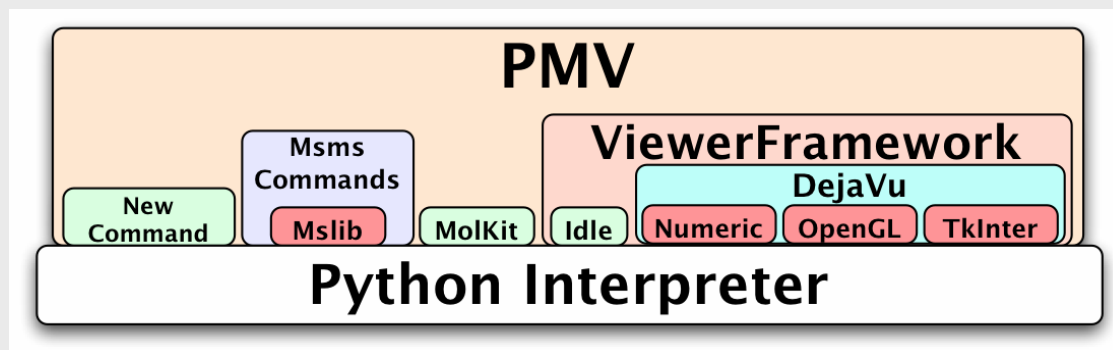 PMV
ViewerFramework
Msms
Commands
DejaVu
New
Command
Mslib
MolKit
Idle
Numeric
OpenGL
TkInter
Python Interpreter